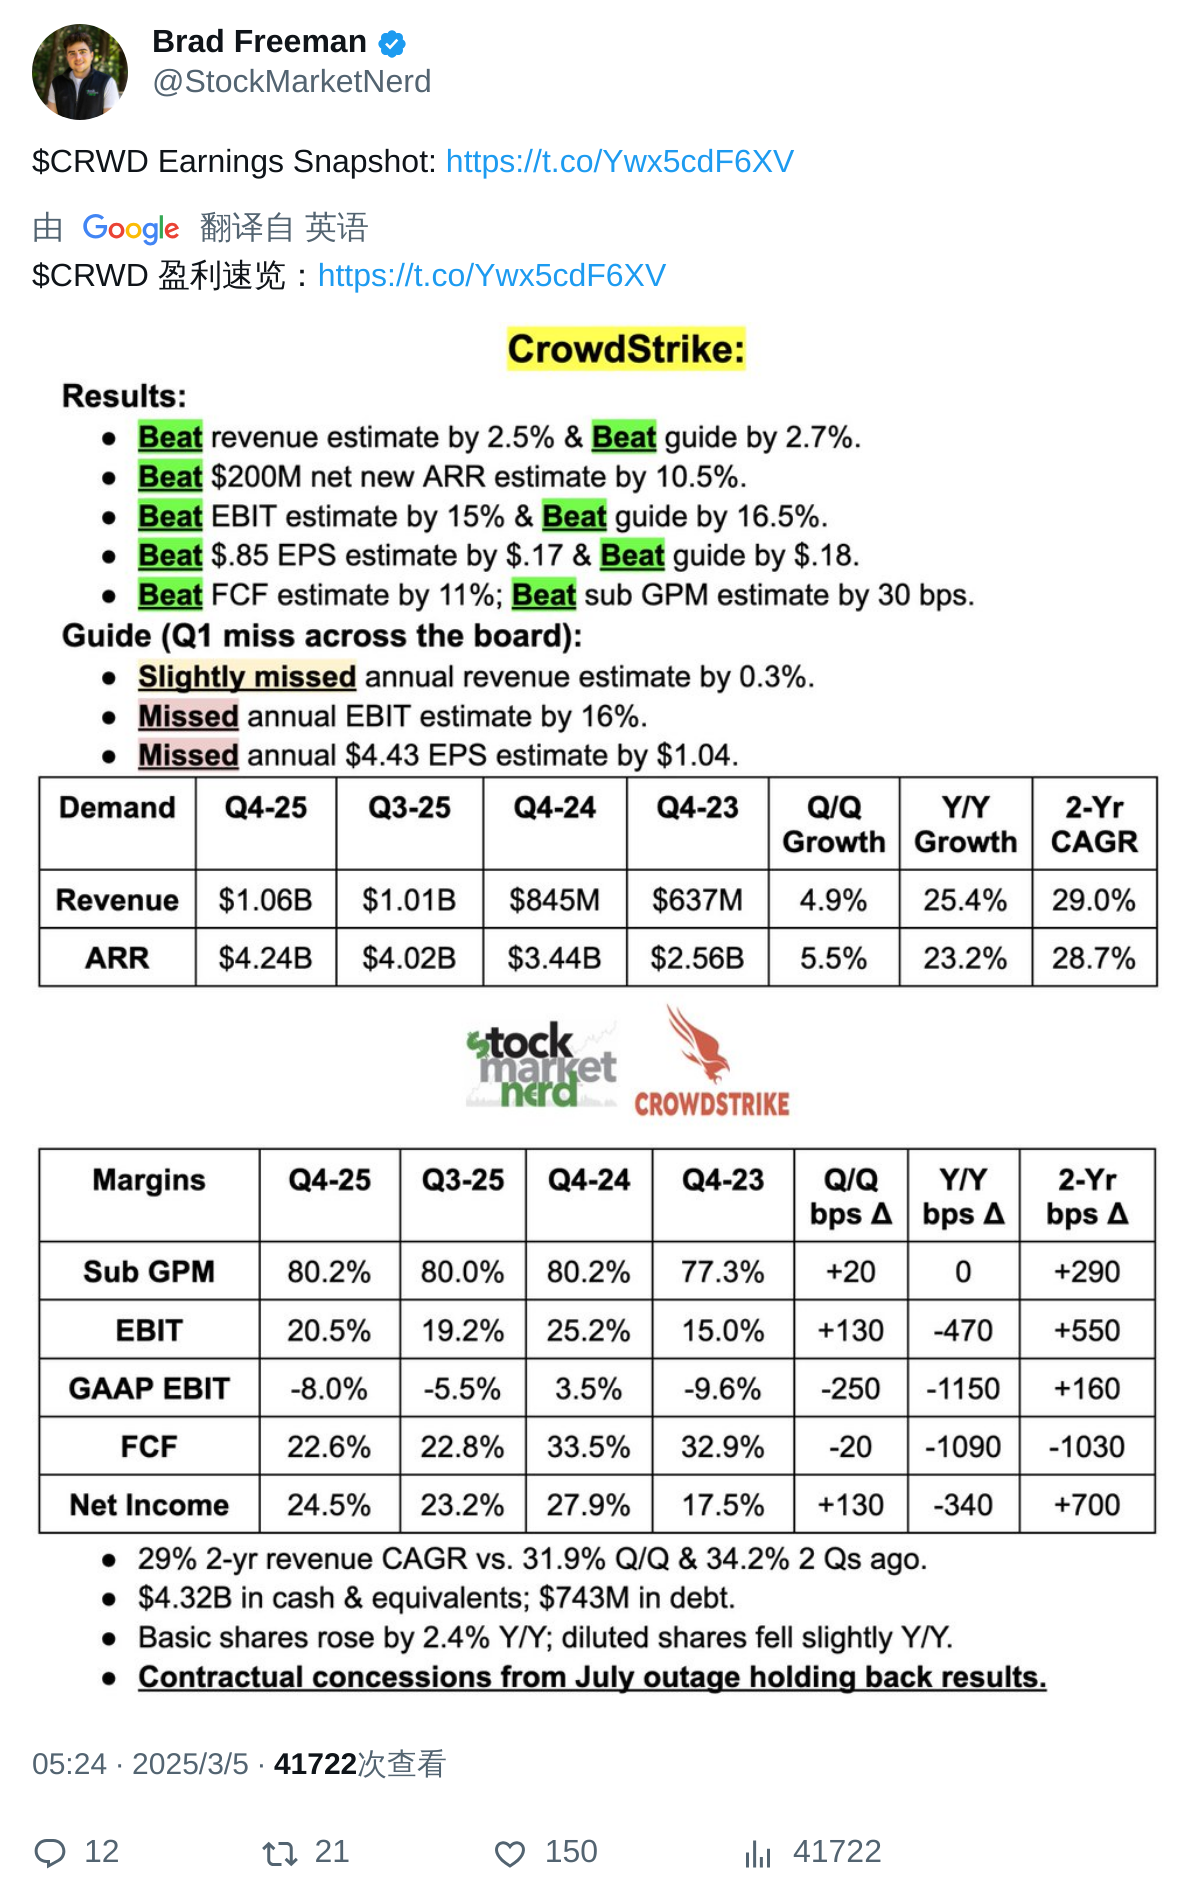 Brad Freeman
@StockMarketNerd
$CRWD Earnings Snapshot: https://t.co/Ywx5cdF6XV
由 Google 翻译自 英语
$CRWD 盈利速览：https://t.co/Ywx5cdF6XV
CrowdStrike:
Results:
● Beat revenue estimate by 2.5% & Beat guide by 2.7%.
● Beat $200M net new ARR estimate by 10.5%.
● Beat EBIT estimate by 15% & Beat guide by 16.5%.
● Beat $.85 EPS estimate by $.17 & Beat guide by $.18.
● Beat FCF estimate by 11%; Beat sub GPM estimate by 30 bps.
Guide (Q1 miss across the board):
● Slightly missed annual revenue estimate by 0.3%.
● Missed annual EBIT estimate by 16%.
● Missed annual $4.43 EPS estimate by $1.04.
Demand Q4-25 Q3-25 Q4-24 Q4-23 Q/Q Growth Y/Y Growth 2-Yr CAGR
Revenue $1.06B $1.01B $845M $637M 4.9% 25.4% 29.0%
ARR $4.24B $4.02B $3.44B $2.56B 5.5% 23.2% 28.7%
$tock
market
nerd
CROWDSTRIKE
Margins Q4-25 Q3-25 Q4-24 Q4-23 Q/Q bps Δ Y/Y bps Δ 2-Yr bps Δ
Sub GPM 80.2% 80.0% 80.2% 77.3% +20 0 +290
EBIT 20.5% 19.2% 25.2% 15.0% +130 -470 +550
GAAP EBIT -8.0% -5.5% 3.5% -9.6% -250 -1150 +160
FCF 22.6% 22.8% 33.5% 32.9% -20 -1090 -1030
Net Income 24.5% 23.2% 27.9% 17.5% +130 -340 +700
● 29% 2-yr revenue CAGR vs. 31.9% Q/Q & 34.2% 2 Qs ago.
● $4.32B in cash & equivalents; $743M in debt.
● Basic shares rose by 2.4% Y/Y; diluted shares fell slightly Y/Y.
● Contractual concessions from July outage holding back results.
05:24 · 2025/3/5 · 41722次查看
12 21 150 41722